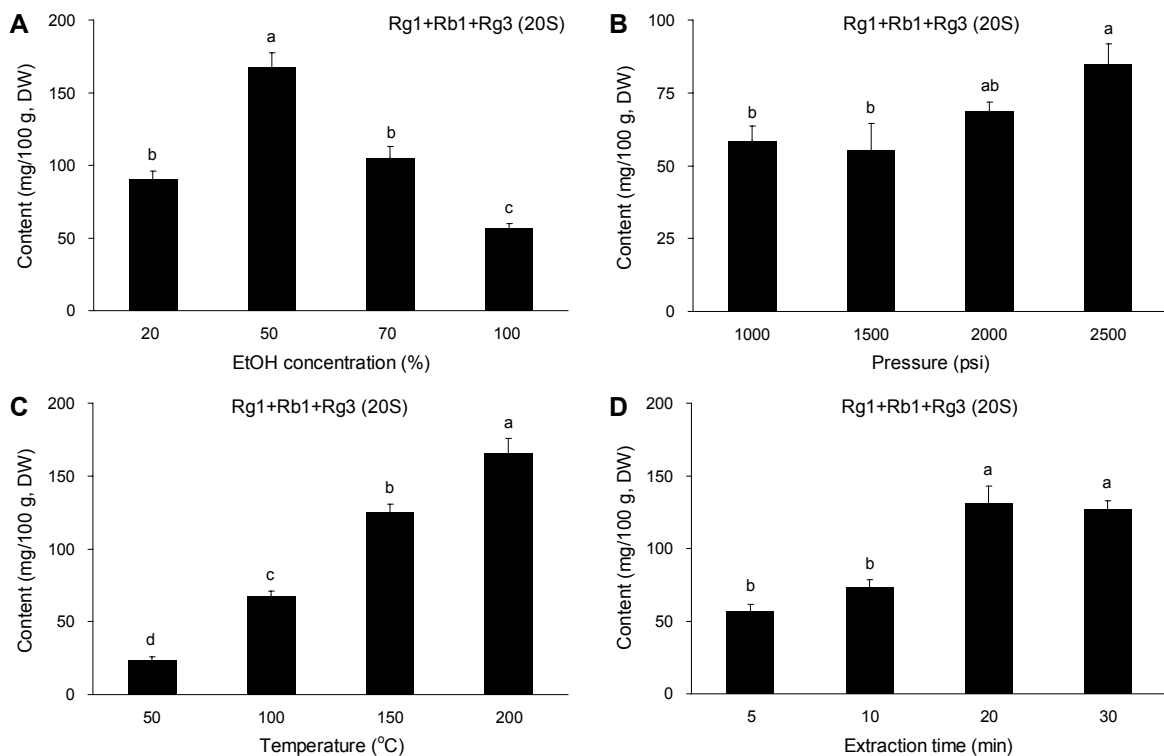 A
Rg1+Rb1+Rg3 (20S)
Content (mg/100 g, DW)
200
150
100
50
0
b
a
b
c
20 50 70 100
EtOH concentration (%)
B
Rg1+Rb1+Rg3 (20S)
Content (mg/100 g, DW)
100
75
50
25
0
b
b
ab
a
1000 1500 2000 2500
Pressure (psi)
C
Rg1+Rb1+Rg3 (20S)
Content (mg/100 g, DW)
200
150
100
50
0
d
c
b
a
50 100 150 200
Temperature (°C)
D
Rg1+Rb1+Rg3 (20S)
Content (mg/100 g, DW)
200
150
100
50
0
b
b
a
a
5 10 20 30
Extraction time (min)